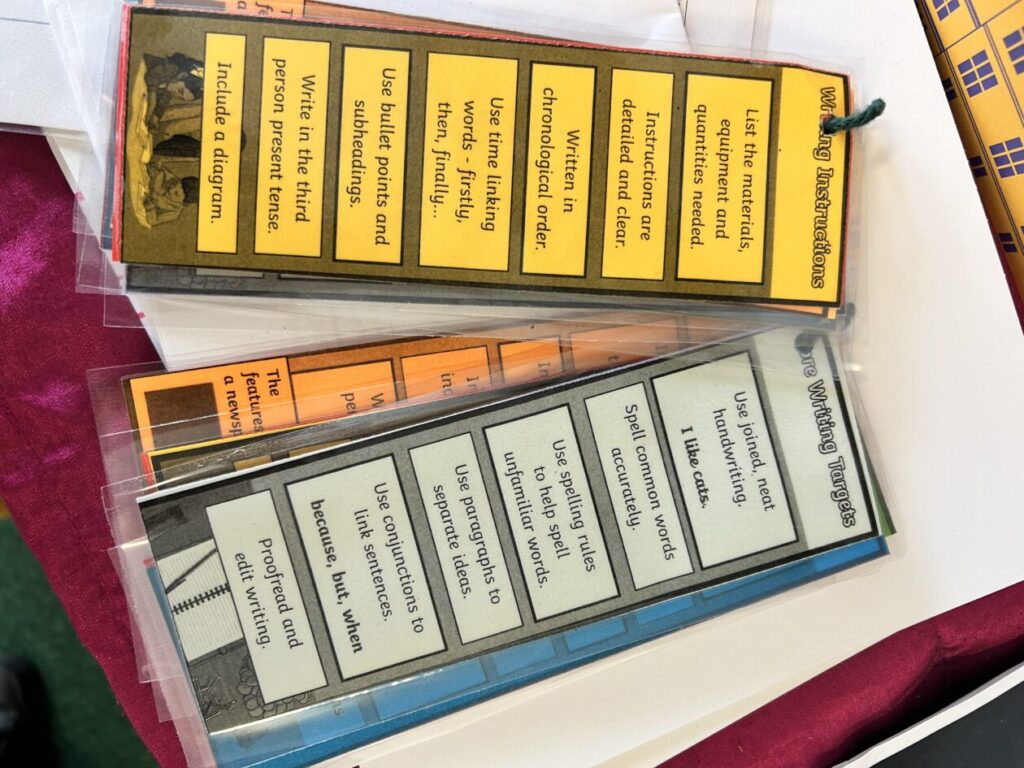 Writing Instructions
List the materials,
equipment and
quantities needed.
Instructions are
detailed and clear.
Written in
chronological order.
Use time linking
words - firstly,
then, finally...
Use bullet points and
subheadings.
Write in the third
person present tense.
Include a diagram.
Writing Targets
Use joined, neat
handwriting.
I like cats.
Spell common words
accurately.
Use spelling rules
to help spell
unfamiliar words.
Use paragraphs to
separate ideas.
Use conjunctions to
link sentences.
because, but, when
Proofread and
edit writing.
The
features
a